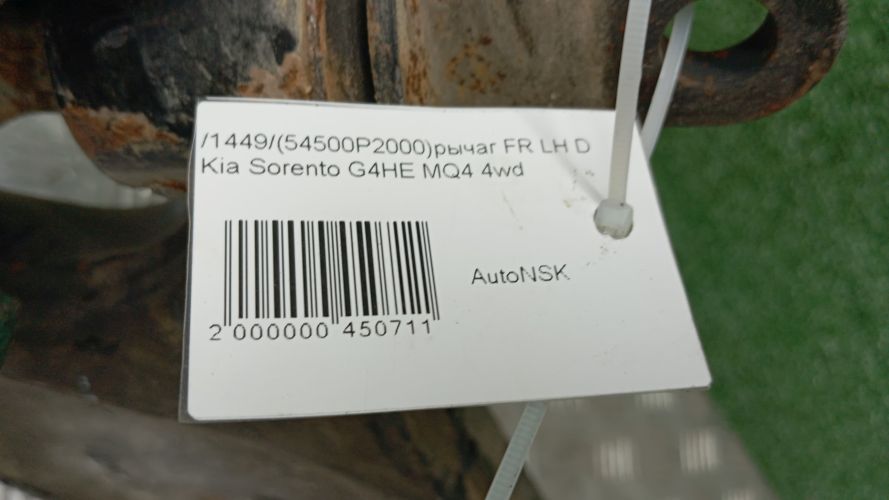 /1449/(54500P2000)рычаг FR LH D
Kia Sorento G4HE MQ4 4wd
AutoNSK
2 000000 450711